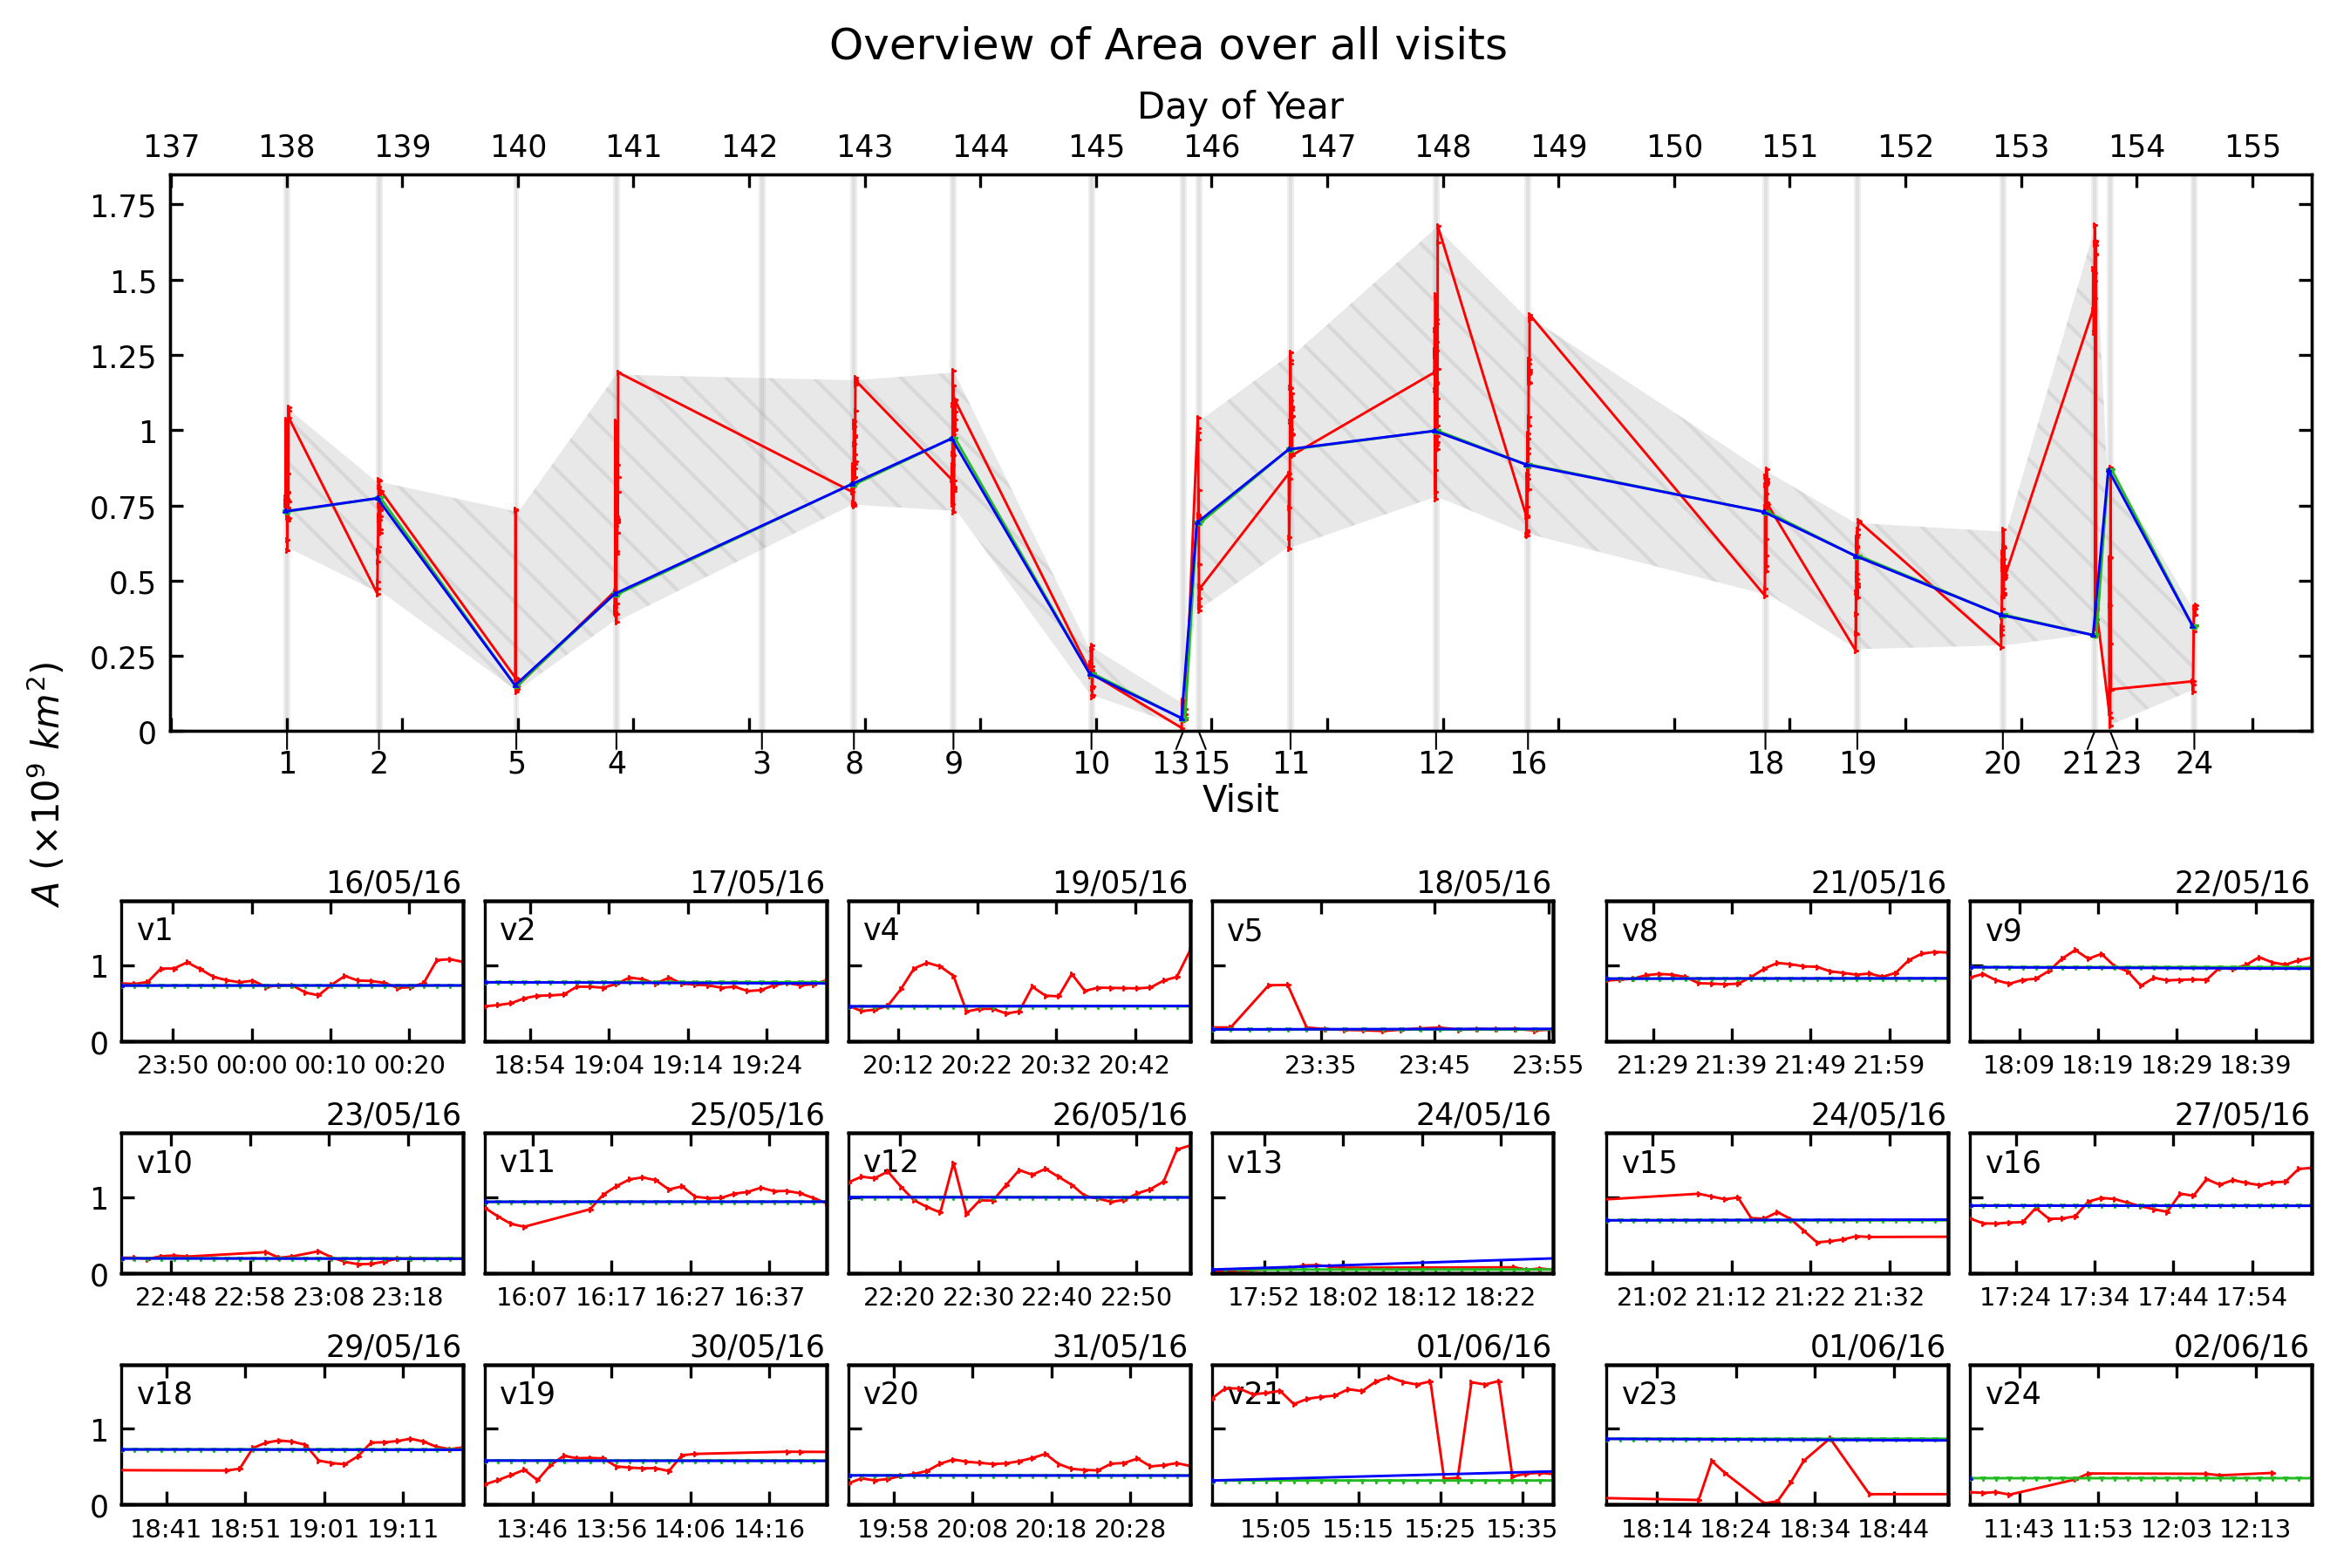 Overview of Area over all visits
Day of Year
137 138 139 140 141 142 143 144 145 146 147 148 149 150 151 152 153 154 155
1.75
1.5
1.25
1
0.75
0.5
0.25
0
A (×10⁹ km²)
1 2 5 4 3 8 9 10 13 15 11 12 16 18 19 20 21 23 24
Visit
16/05/16 17/05/16 19/05/16 18/05/16 21/05/16 22/05/16
v1 v2 v4 v5 v8 v9
1
0
23:50 00:00 00:10 00:20 18:54 19:04 19:14 19:24 20:12 20:22 20:32 20:42 23:35 23:45 23:55 21:29 21:39 21:49 21:59 18:09 18:19 18:29 18:39
23/05/16 25/05/16 26/05/16 24/05/16 24/05/16 27/05/16
v10 v11 v12 v13 v15 v16
1
0
22:48 22:58 23:08 23:18 16:07 16:17 16:27 16:37 22:20 22:30 22:40 22:50 17:52 18:02 18:12 18:22 21:02 21:12 21:22 21:32 17:24 17:34 17:44 17:54
29/05/16 30/05/16 31/05/16 01/06/16 01/06/16 02/06/16
v18 v19 v20 v21 v23 v24
1
0
18:41 18:51 19:01 19:11 13:46 13:56 14:06 14:16 19:58 20:08 20:18 20:28 15:05 15:15 15:25 15:35 18:14 18:24 18:34 18:44 11:43 11:53 12:03 12:13